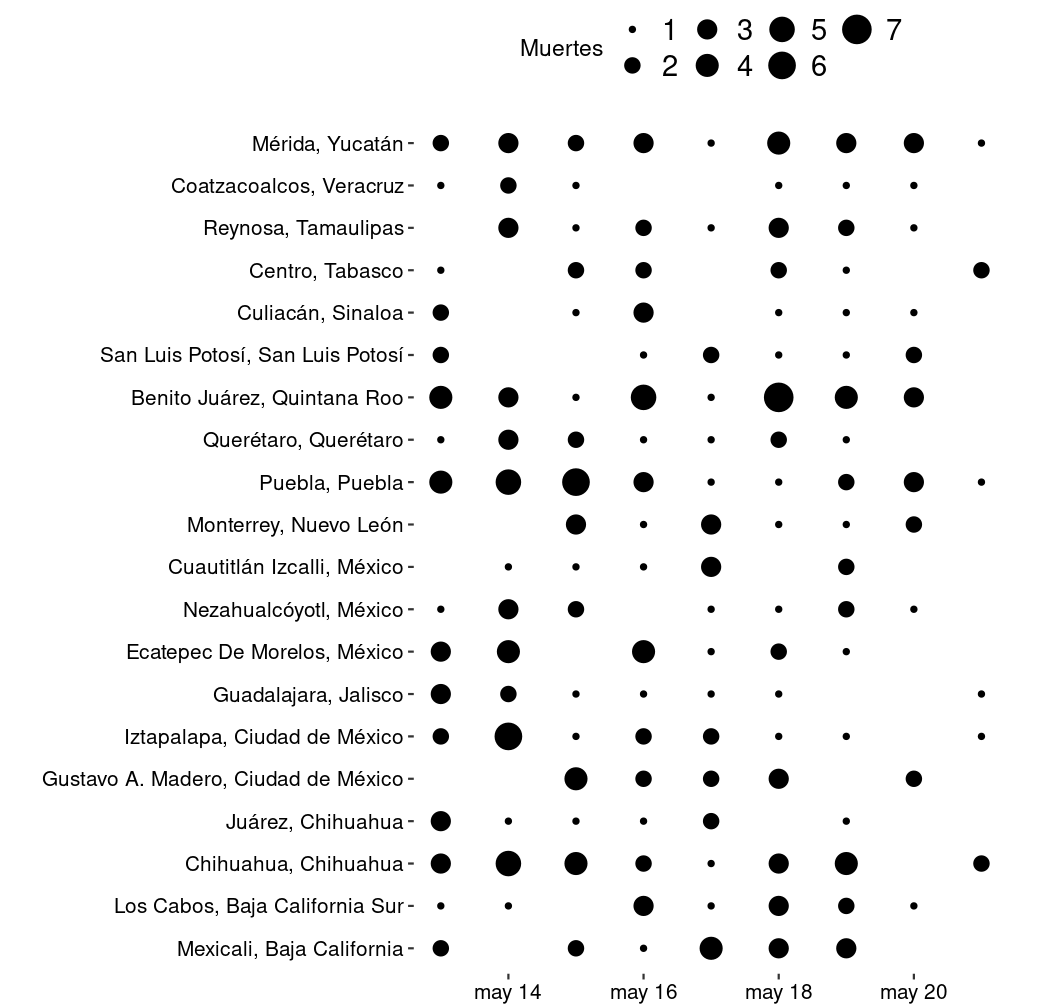 Muertes 1 3 5 7
2 4 6
Mérida, Yucatán
Coatzacoalcos, Veracruz
Reynosa, Tamaulipas
Centro, Tabasco
Culiacán, Sinaloa
San Luis Potosí, San Luis Potosí
Benito Juárez, Quintana Roo
Querétaro, Querétaro
Puebla, Puebla
Monterrey, Nuevo León
Cuautitlán Izcalli, México
Nezahualcóyotl, México
Ecatepec De Morelos, México
Guadalajara, Jalisco
Iztapalapa, Ciudad de México
Gustavo A. Madero, Ciudad de México
Juárez, Chihuahua
Chihuahua, Chihuahua
Los Cabos, Baja California Sur
Mexicali, Baja California
may 14 may 16 may 18 may 20